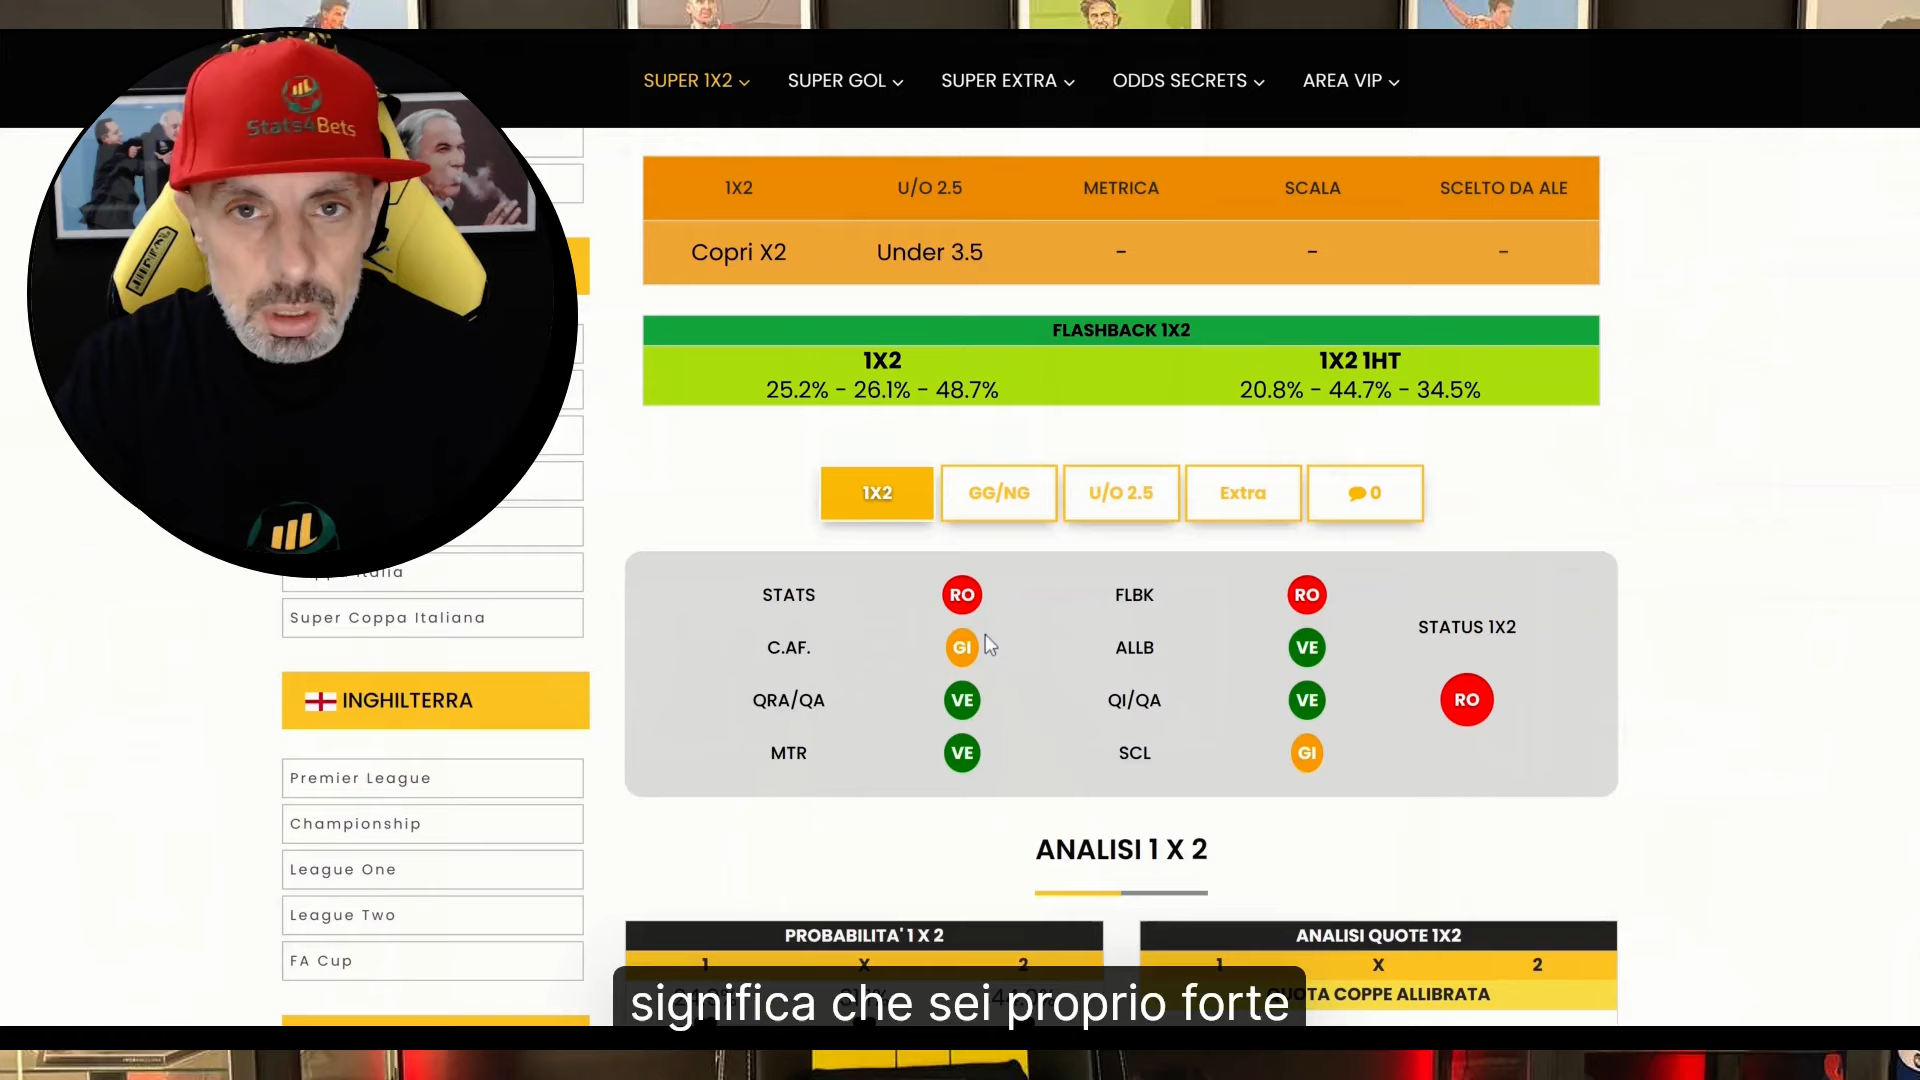 SUPER 1X2
SUPER GOL
SUPER EXTRA
ODDS SECRETS
AREA VIP
Stats4Bets
1X2
U/O 2.5
METRICA
SCALA
SCELTO DA ALE
Copri X2
Under 3.5
-
-
-
FLASHBACK 1X2
1X2
1X2 1HT
25.2% - 26.1% - 48.7%
20.8% - 44.7% - 34.5%
1X2
GG/NG
U/O 2.5
Extra
0
Super Coppa Italiana
INGHILTERRA
Premier League
Championship
League One
League Two
FA Cup
STATS
RO
FLBK
RO
C.AF.
GI
ALLB
VE
STATUS 1X2
QRA/QA
VE
QI/QA
VE
RO
MTR
VE
SCL
GI
ANALISI 1 X 2
PROBABILITA' 1 X 2
ANALISI QUOTE 1X2
1
X
2
1
X
2
COPPE ALLIBRATA
significa che sei proprio forte